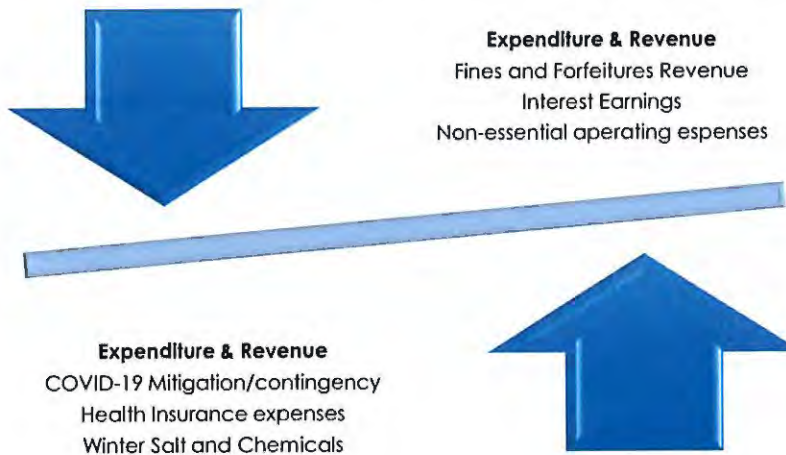 Expenditure & Revenue
Fines and Forfeitures Revenue
Interest Earnings
Non-essential aperating espenses
Expenditure & Revenue
COVID-19 Mitigation/contingency
Health Insurance expenses
Winter Salt and Chemicals